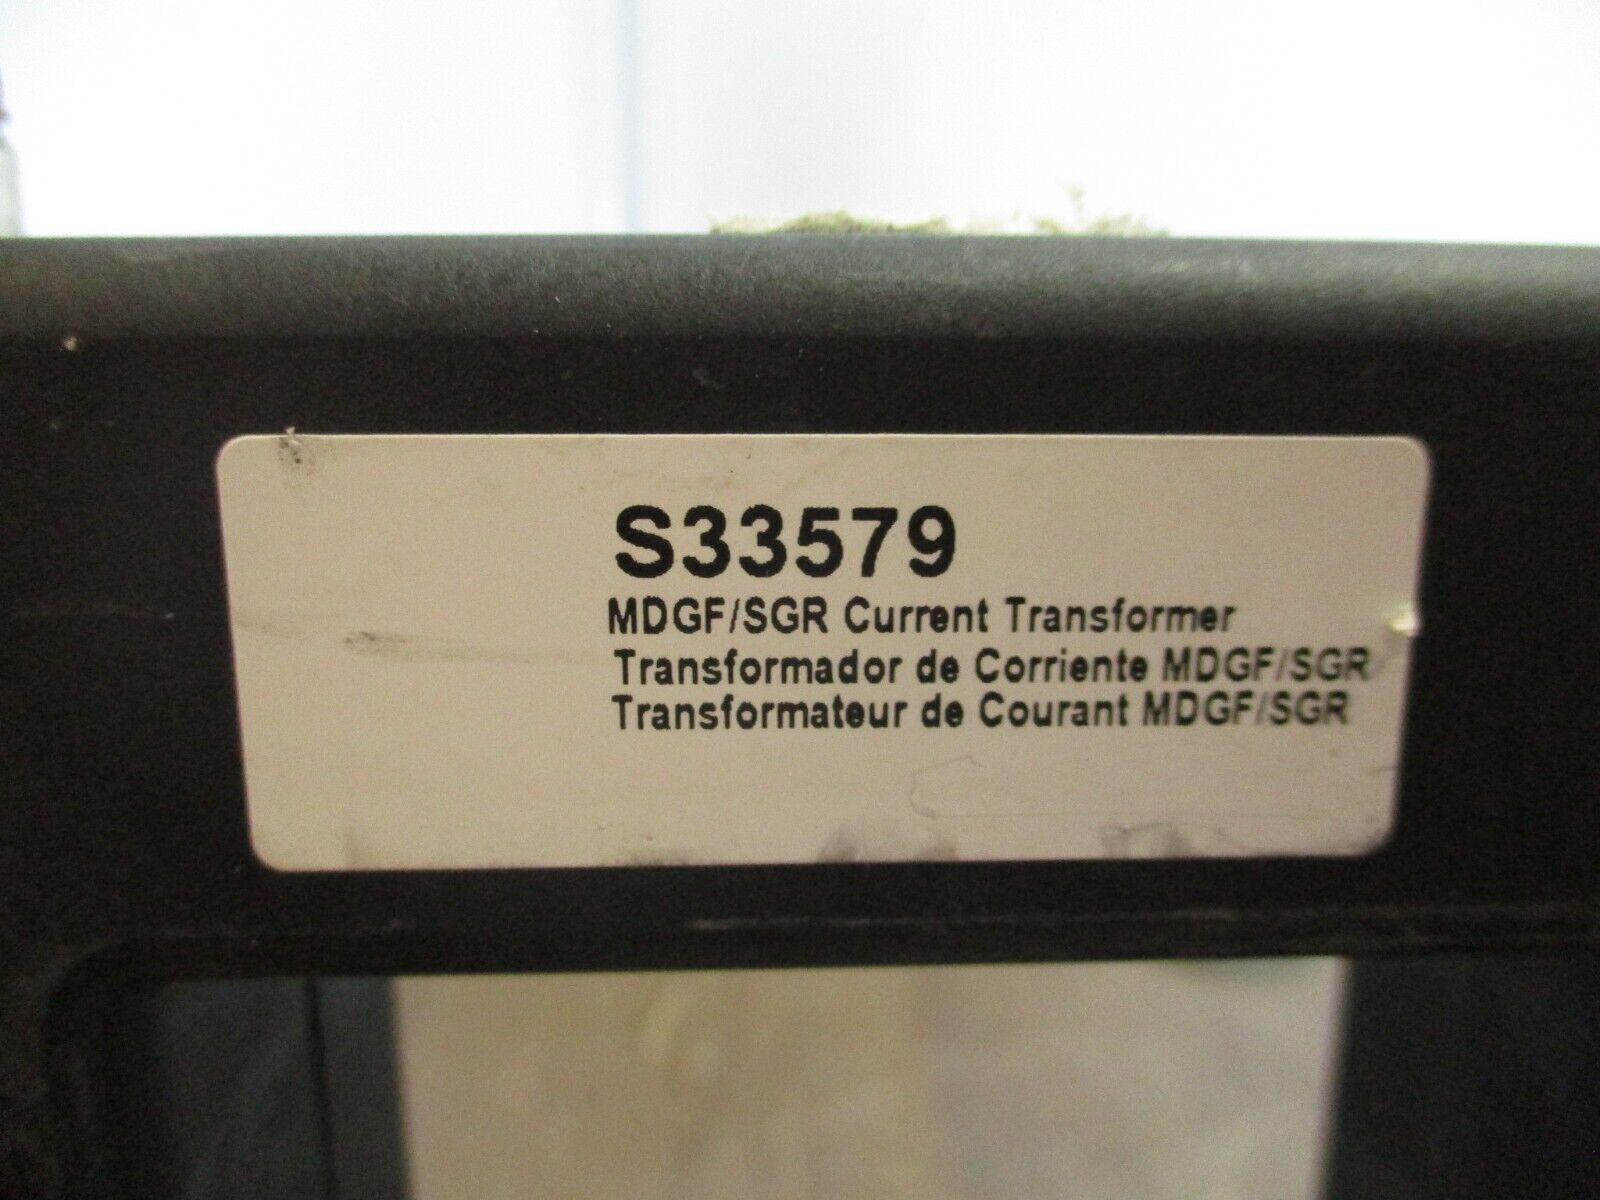 S33579
MDGF/SGR Current Transformer
Transformador de Corriente MDGF/SGR
Transformateur de Courant MDGF/SGR